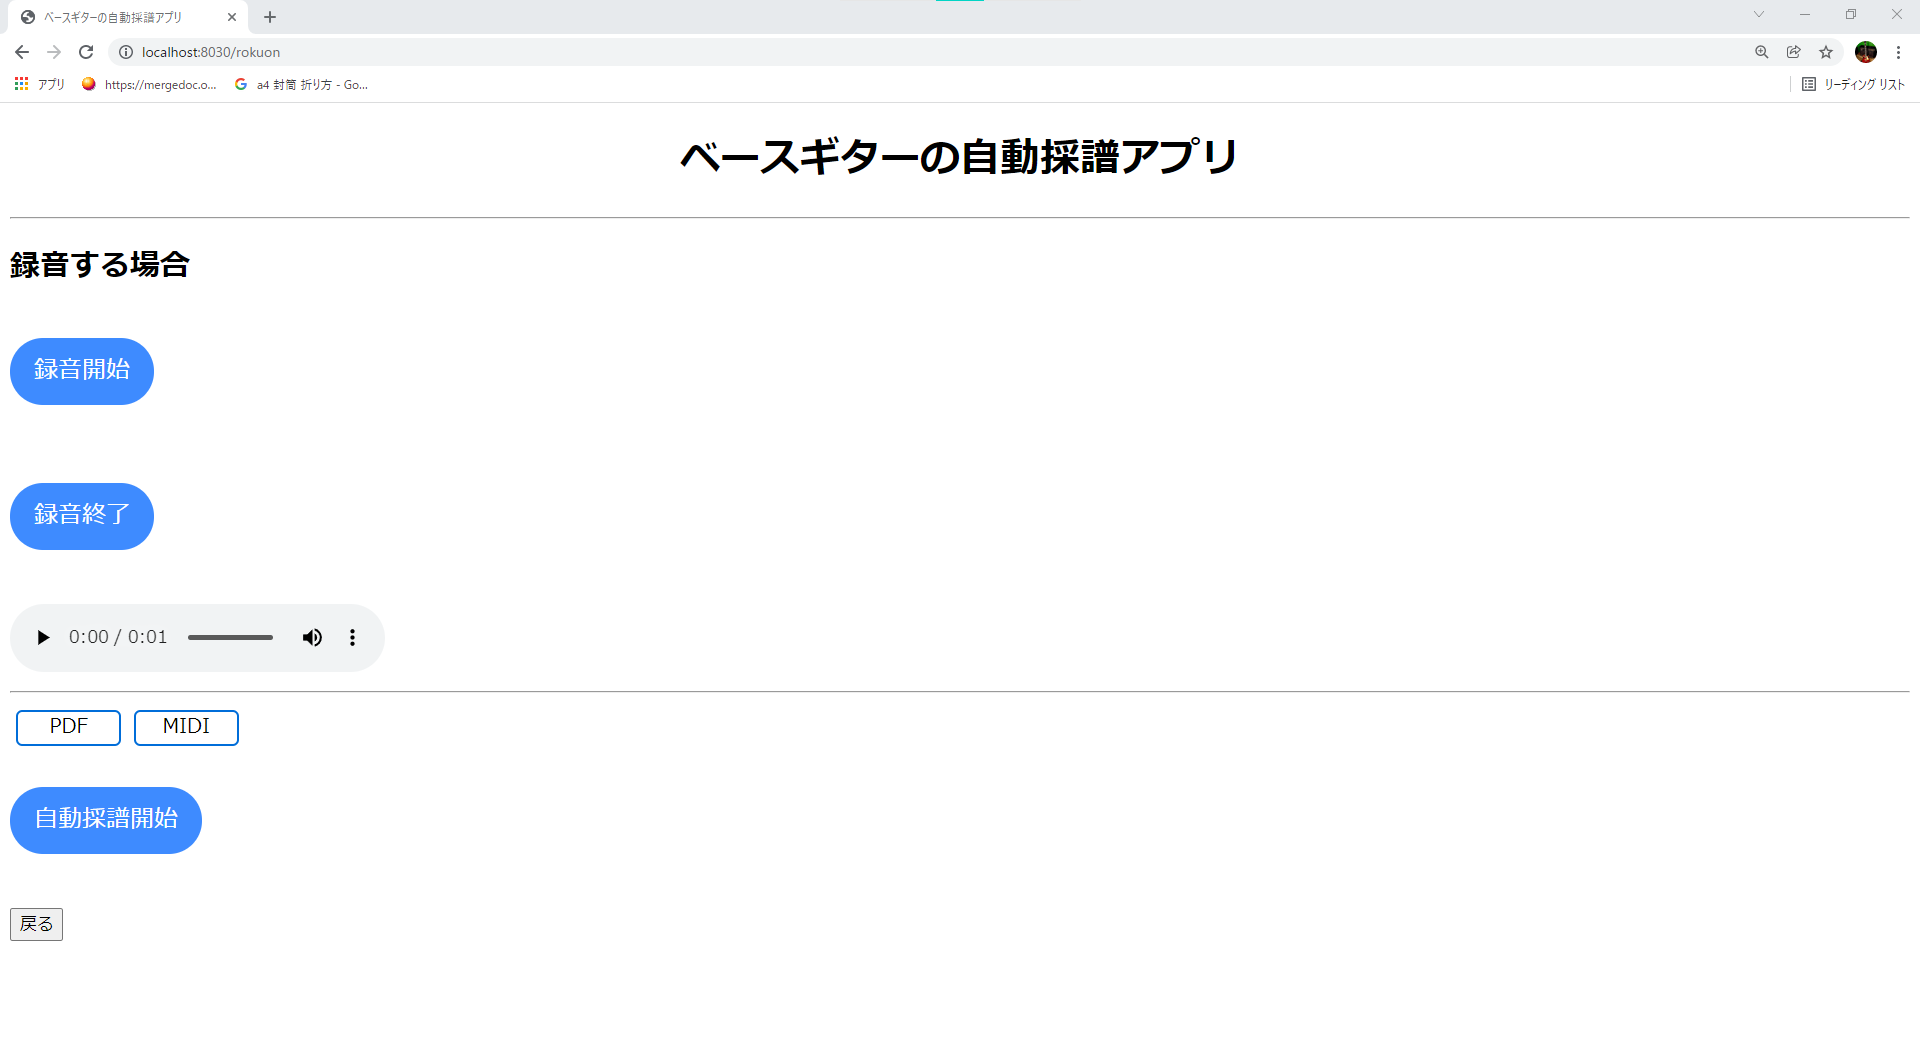 ベースギターの自動採譜アプリ
localhost:8030/rokuon
アプリ https://mergedoc.o... a4 封筒 折り方 - Go... リーディング リスト
ベースギターの自動採譜アプリ
録音する場合
録音開始
録音終了
0:00 / 0:01
PDF MIDI
自動採譜開始
戻る